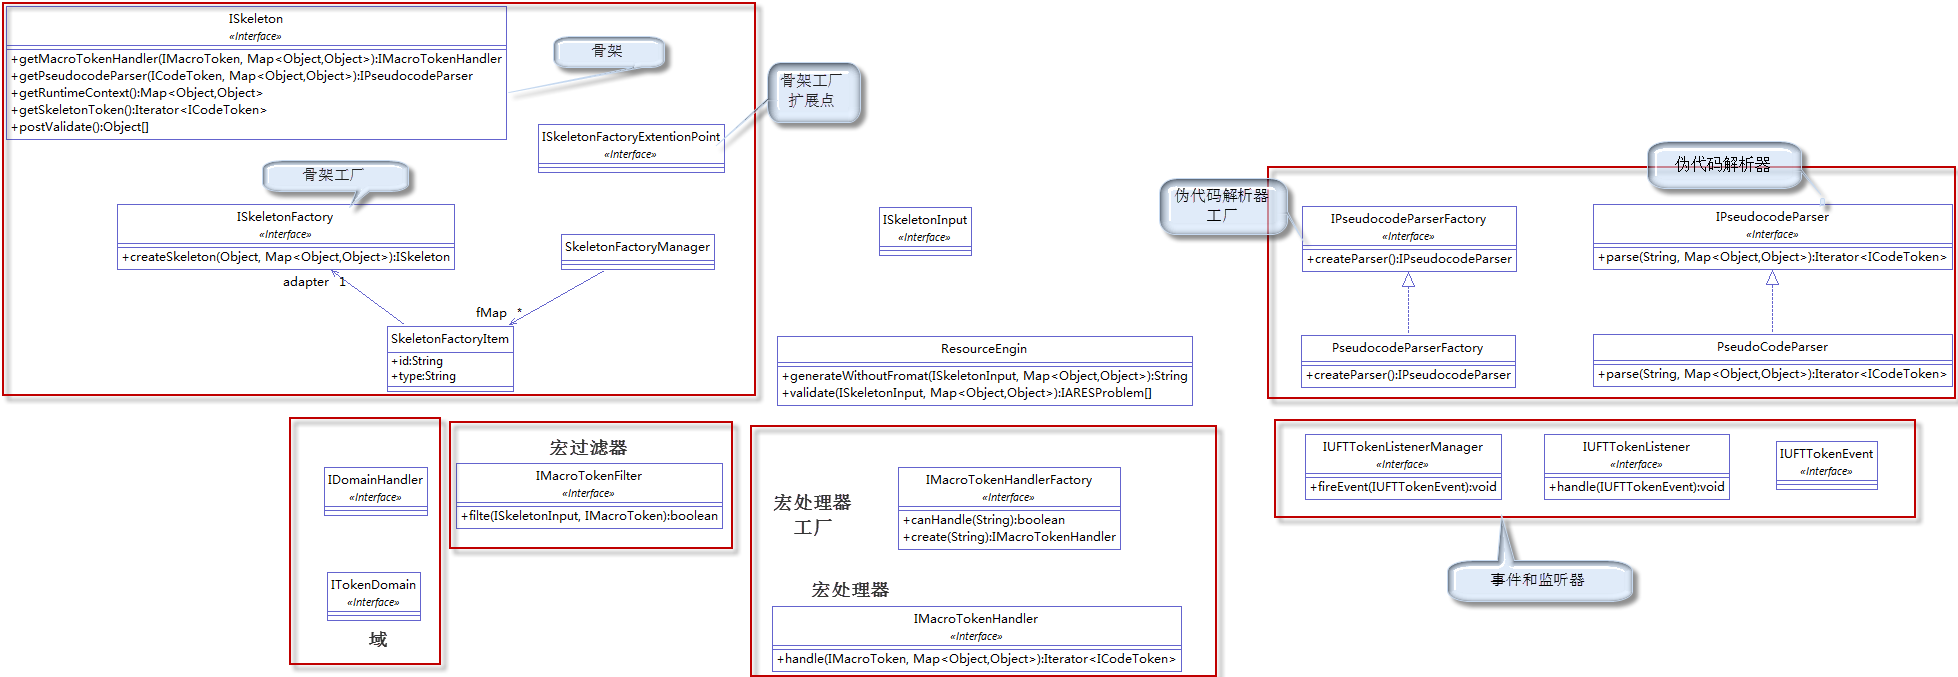 ISkeleton
«Interface»
+getMacroTokenHandler(IMacroToken, Map<Object,Object>):IMacroTokenHandler
+getPseudocodeParser(ICodeToken, Map<Object,Object>):IPseudocodeParser
+getRuntimeContext():Map<Object,Object>
+getSkeletonToken():Iterator<ICodeToken>
+postValidate():Object[]
骨架
骨架工厂
扩展点
ISkeletonFactoryExtentionPoint
«Interface»
骨架工厂
ISkeletonFactory
«Interface»
+createSkeleton(Object, Map<Object,Object>):ISkeleton
adapter 1
SkeletonFactoryManager
fMap *
SkeletonFactoryItem
+id:String
+type:String
ISkeletonInput
«Interface»
ResourceEngin
+generateWithoutFromat(ISkeletonInput, Map<Object,Object>):String
+validate(ISkeletonInput, Map<Object,Object>):IARESProblem[]
伪代码解析器
工厂
伪代码解析器
IPseudocodeParserFactory
«Interface»
+createParser():IPseudocodeParser
IPseudocodeParser
«Interface»
+parse(String, Map<Object,Object>):Iterator<ICodeToken>
PseudocodeParserFactory
+createParser():IPseudocodeParser
PseudoCodeParser
+parse(String, Map<Object,Object>):Iterator<ICodeToken>
IDomainHandler
«Interface»
ITokenDomain
«Interface»
域
宏过滤器
IMacroTokenFilter
«Interface»
+filte(ISkeletonInput, IMacroToken):boolean
宏处理器
工厂
IMacroTokenHandlerFactory
«Interface»
+canHandle(String):boolean
+create(String):IMacroTokenHandler
宏处理器
IMacroTokenHandler
«Interface»
+handle(IMacroToken, Map<Object,Object>):Iterator<ICodeToken>
IUFTTokenListenerManager
«Interface»
+fireEvent(IUFTTokenEvent):void
IUFTTokenListener
«Interface»
+handle(IUFTTokenEvent):void
IUFTTokenEvent
«Interface»
事件和监听器